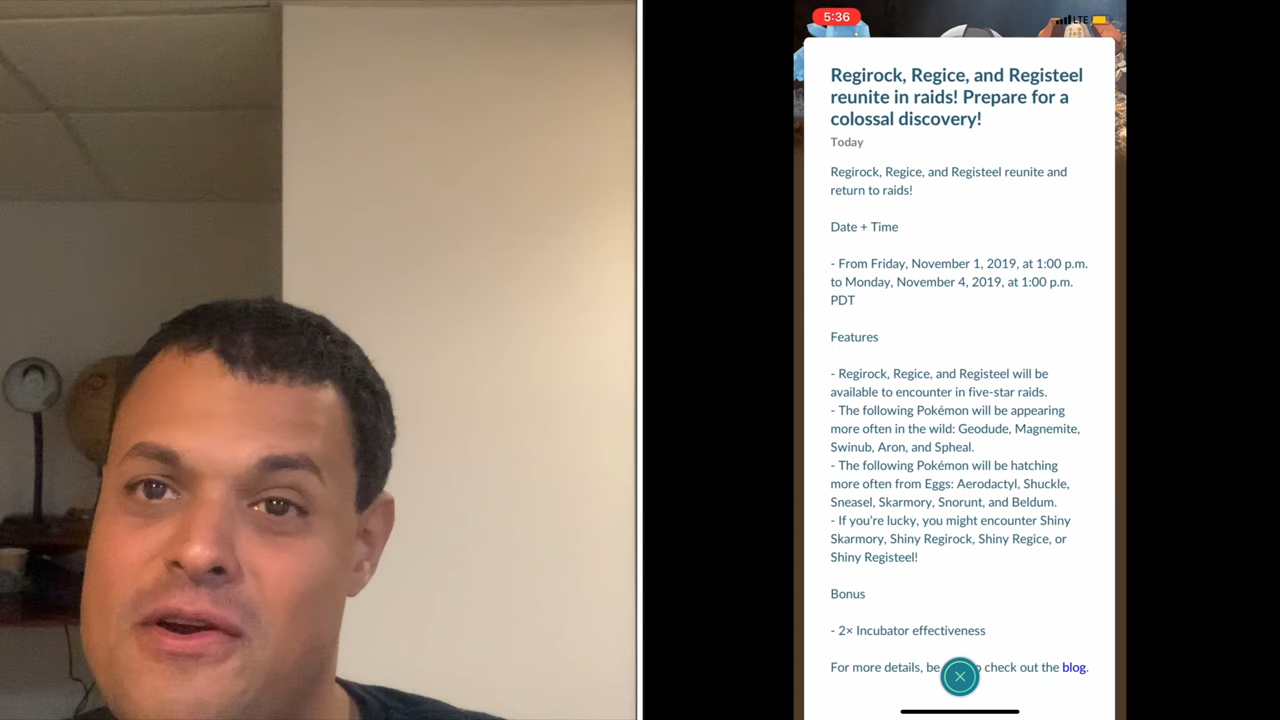 5:36
LTE
Regirock, Regice, and Registeel
reunite in raids! Prepare for a
colossal discovery!
Today
Regirock, Regice, and Registeel reunite and
return to raids!
Date + Time
- From Friday, November 1, 2019, at 1:00 p.m.
to Monday, November 4, 2019, at 1:00 p.m.
PDT
Features
- Regirock, Regice, and Registeel will be
available to encounter in five-star raids.
- The following Pokémon will be appearing
more often in the wild: Geodude, Magnemite,
Swinub, Aron, and Spheal.
- The following Pokémon will be hatching
more often from Eggs: Aerodactyl, Shuckle,
Sneasel, Skarmory, Snorunt, and Beldum.
- If you're lucky, you might encounter Shiny
Skarmory, Shiny Regirock, Shiny Regice, or
Shiny Registeel!
Bonus
- 2× Incubator effectiveness
For more details, be check out the blog.